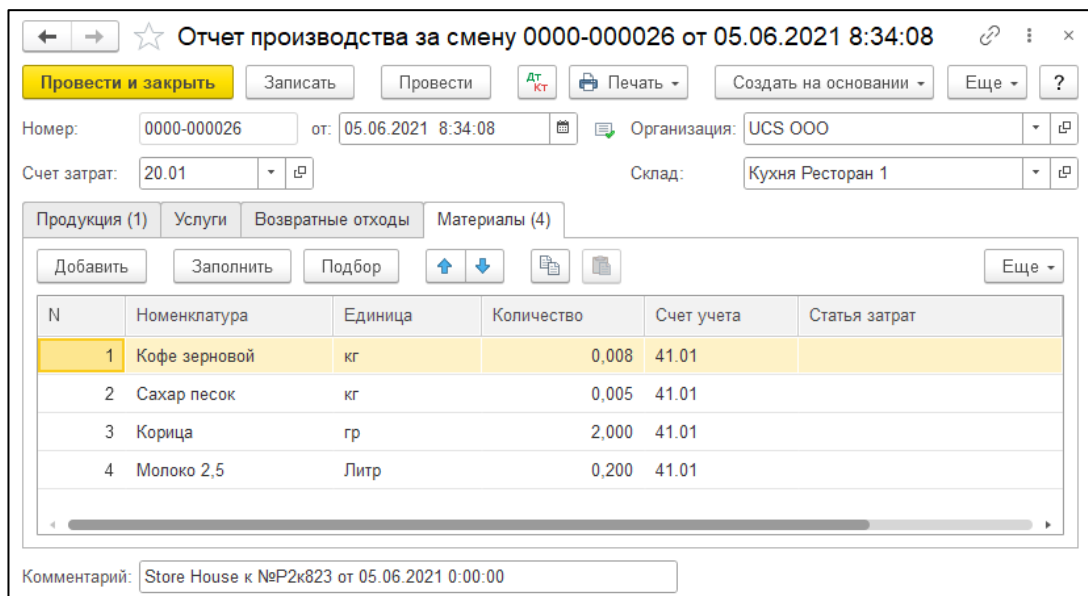 Отчет производства за смену 0000-000026 от 05.06.2021 8:34:08
Провести и закрыть Записать Провести Дт Кт Печать Создать на основании Еще ?
Номер: 0000-000026 от: 05.06.2021 8:34:08 Организация: UCS ООО
Счет затрат: 20.01 Склад: Кухня Ресторан 1
Продукция (1) Услуги Возвратные отходы Материалы (4)
Добавить Заполнить Подбор Еще
N Номенклатура Единица Количество Счет учета Статья затрат
1 Кофе зерновой кг 0,008 41.01
2 Сахар песок кг 0,005 41.01
3 Корица гр 2,000 41.01
4 Молоко 2,5 Литр 0,200 41.01
Комментарий: Store House к №Р2к823 от 05.06.2021 0:00:00